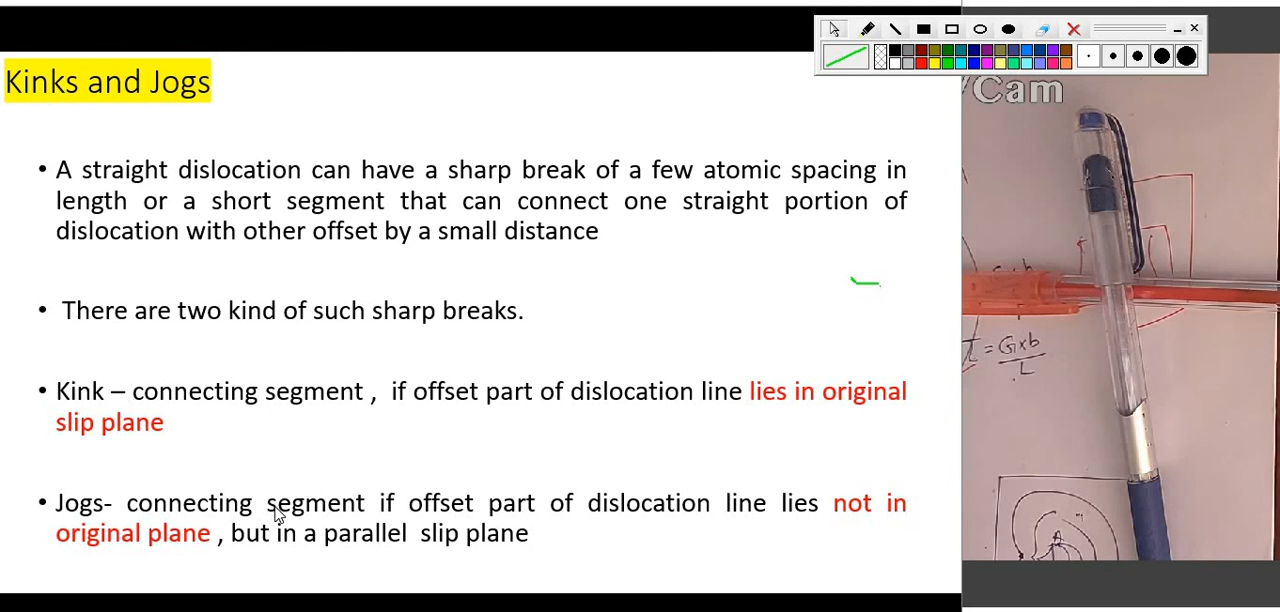 Kinks and Jogs
• A straight dislocation can have a sharp break of a few atomic spacing in
length or a short segment that can connect one straight portion of
dislocation with other offset by a small distance
• There are two kind of such sharp breaks.
• Kink – connecting segment , if offset part of dislocation line lies in original
slip plane
• Jogs- connecting segment if offset part of dislocation line lies not in
original plane , but in a parallel slip plane
/Cam
= G×b
L
A